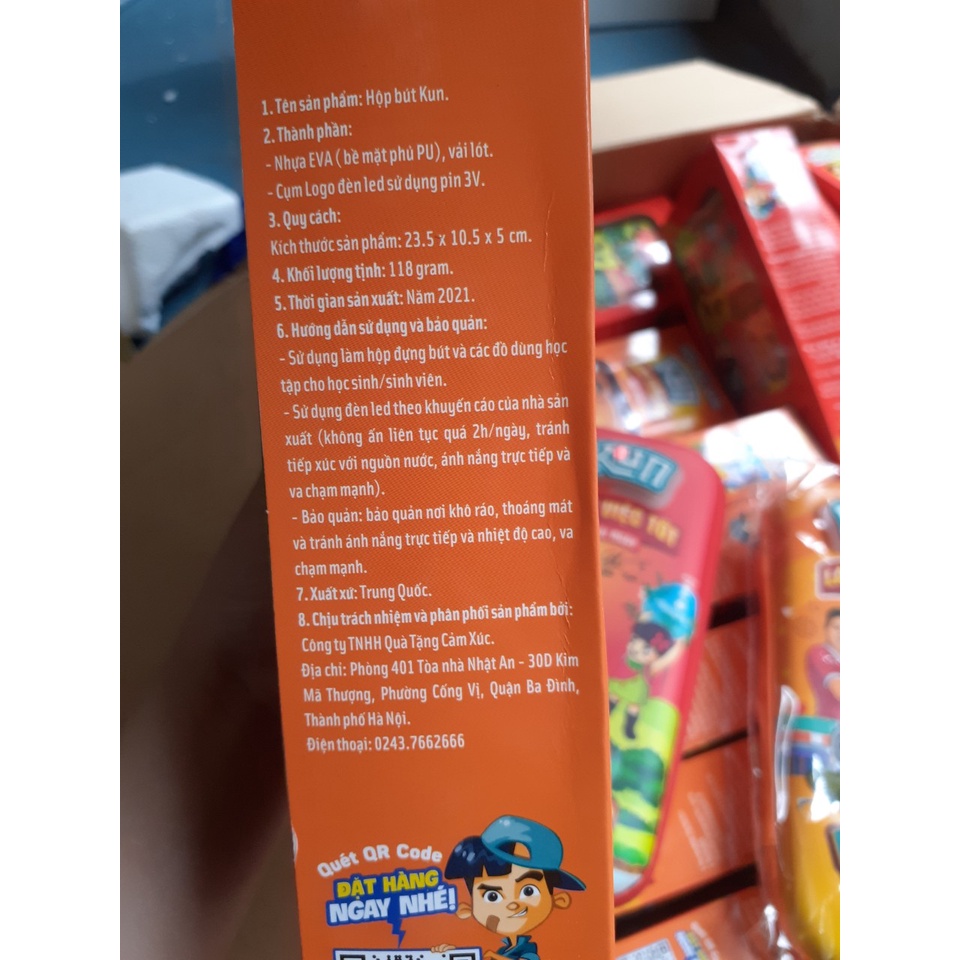 1. Tên sản phẩm: Hộp bút Kun.
2. Thành phần:
- Nhựa EVA ( bề mặt phủ PU), vải lót.
- Cụm Logo đèn led sử dụng pin 3V.
3. Quy cách:
Kích thước sản phẩm: 23.5 x 10.5 x 5 cm.
4. Khối lượng tịnh: 118 gram.
5. Thời gian sản xuất: Năm 2021.
6. Hướng dẫn sử dụng và bảo quản:
- Sử dụng làm hộp đựng bút và các đồ dùng học
tập cho học sinh/sinh viên.
- Sử dụng đèn led theo khuyến cáo của nhà sản
xuất (không ấn liên tục quá 2h/ngày, tránh
tiếp xúc với nguồn nước, ánh nắng trực tiếp và
va chạm mạnh).
- Bảo quản: bảo quản nơi khô ráo, thoáng mát
và tránh ánh nắng trực tiếp và nhiệt độ cao, va
chạm mạnh.
7. Xuất xứ: Trung Quốc.
8. Chịu trách nhiệm và phân phối sản phẩm bởi:
Công ty TNHH Quà Tặng Cảm Xúc.
Địa chỉ: Phòng 401 Tòa nhà Nhật An - 30D Kim
Mã Thượng, Phường Cống Vị, Quận Ba Đình,
Thành phố Hà Nội.
Điện thoại: 0243.7662666
Quét QR Code
ĐẶT HÀNG
NGAY NHÉ!